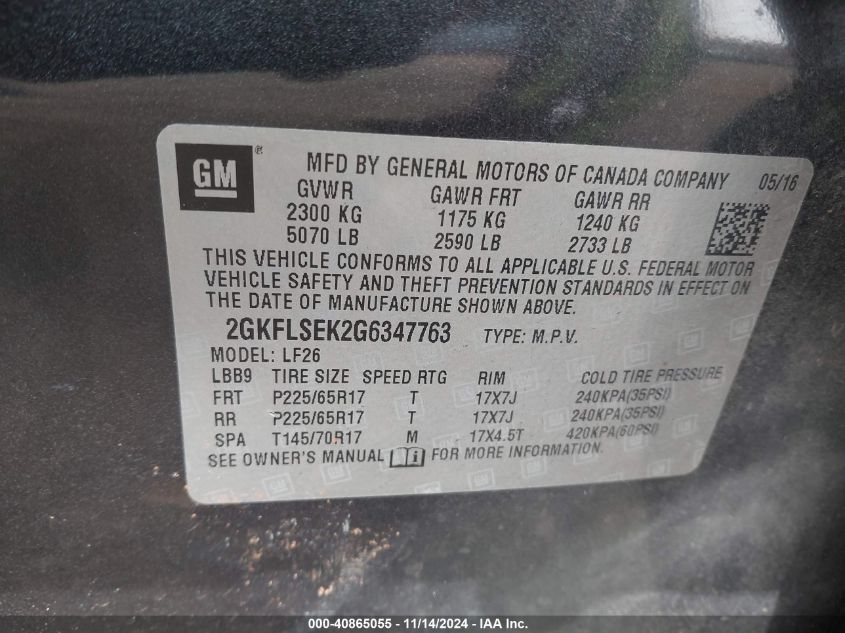 GM ®
MFD BY GENERAL MOTORS OF CANADA COMPANY 05/16
GVWR GAWR FRT GAWR RR
2300 KG 1175 KG 1240 KG
5070 LB 2590 LB 2733 LB
THIS VEHICLE CONFORMS TO ALL APPLICABLE U.S. FEDERAL MOTOR
VEHICLE SAFETY AND THEFT PREVENTION STANDARDS IN EFFECT ON
THE DATE OF MANUFACTURE SHOWN ABOVE.
2GKFLSEK2G6347763 TYPE: M.P.V.
MODEL: LF26
LBB9 TIRE SIZE SPEED RTG RIM COLD TIRE PRESSURE
FRT P225/65R17 T 17X7J 240KPA(35PSI)
RR P225/65R17 T 17X7J 240KPA(35PSI)
SPA T145/70R17 M 17X4.5T 420KPA(60PSI)
SEE OWNER'S MANUAL FOR MORE INFORMATION.
000-40865055 - 11/14/2024 - IAA Inc.